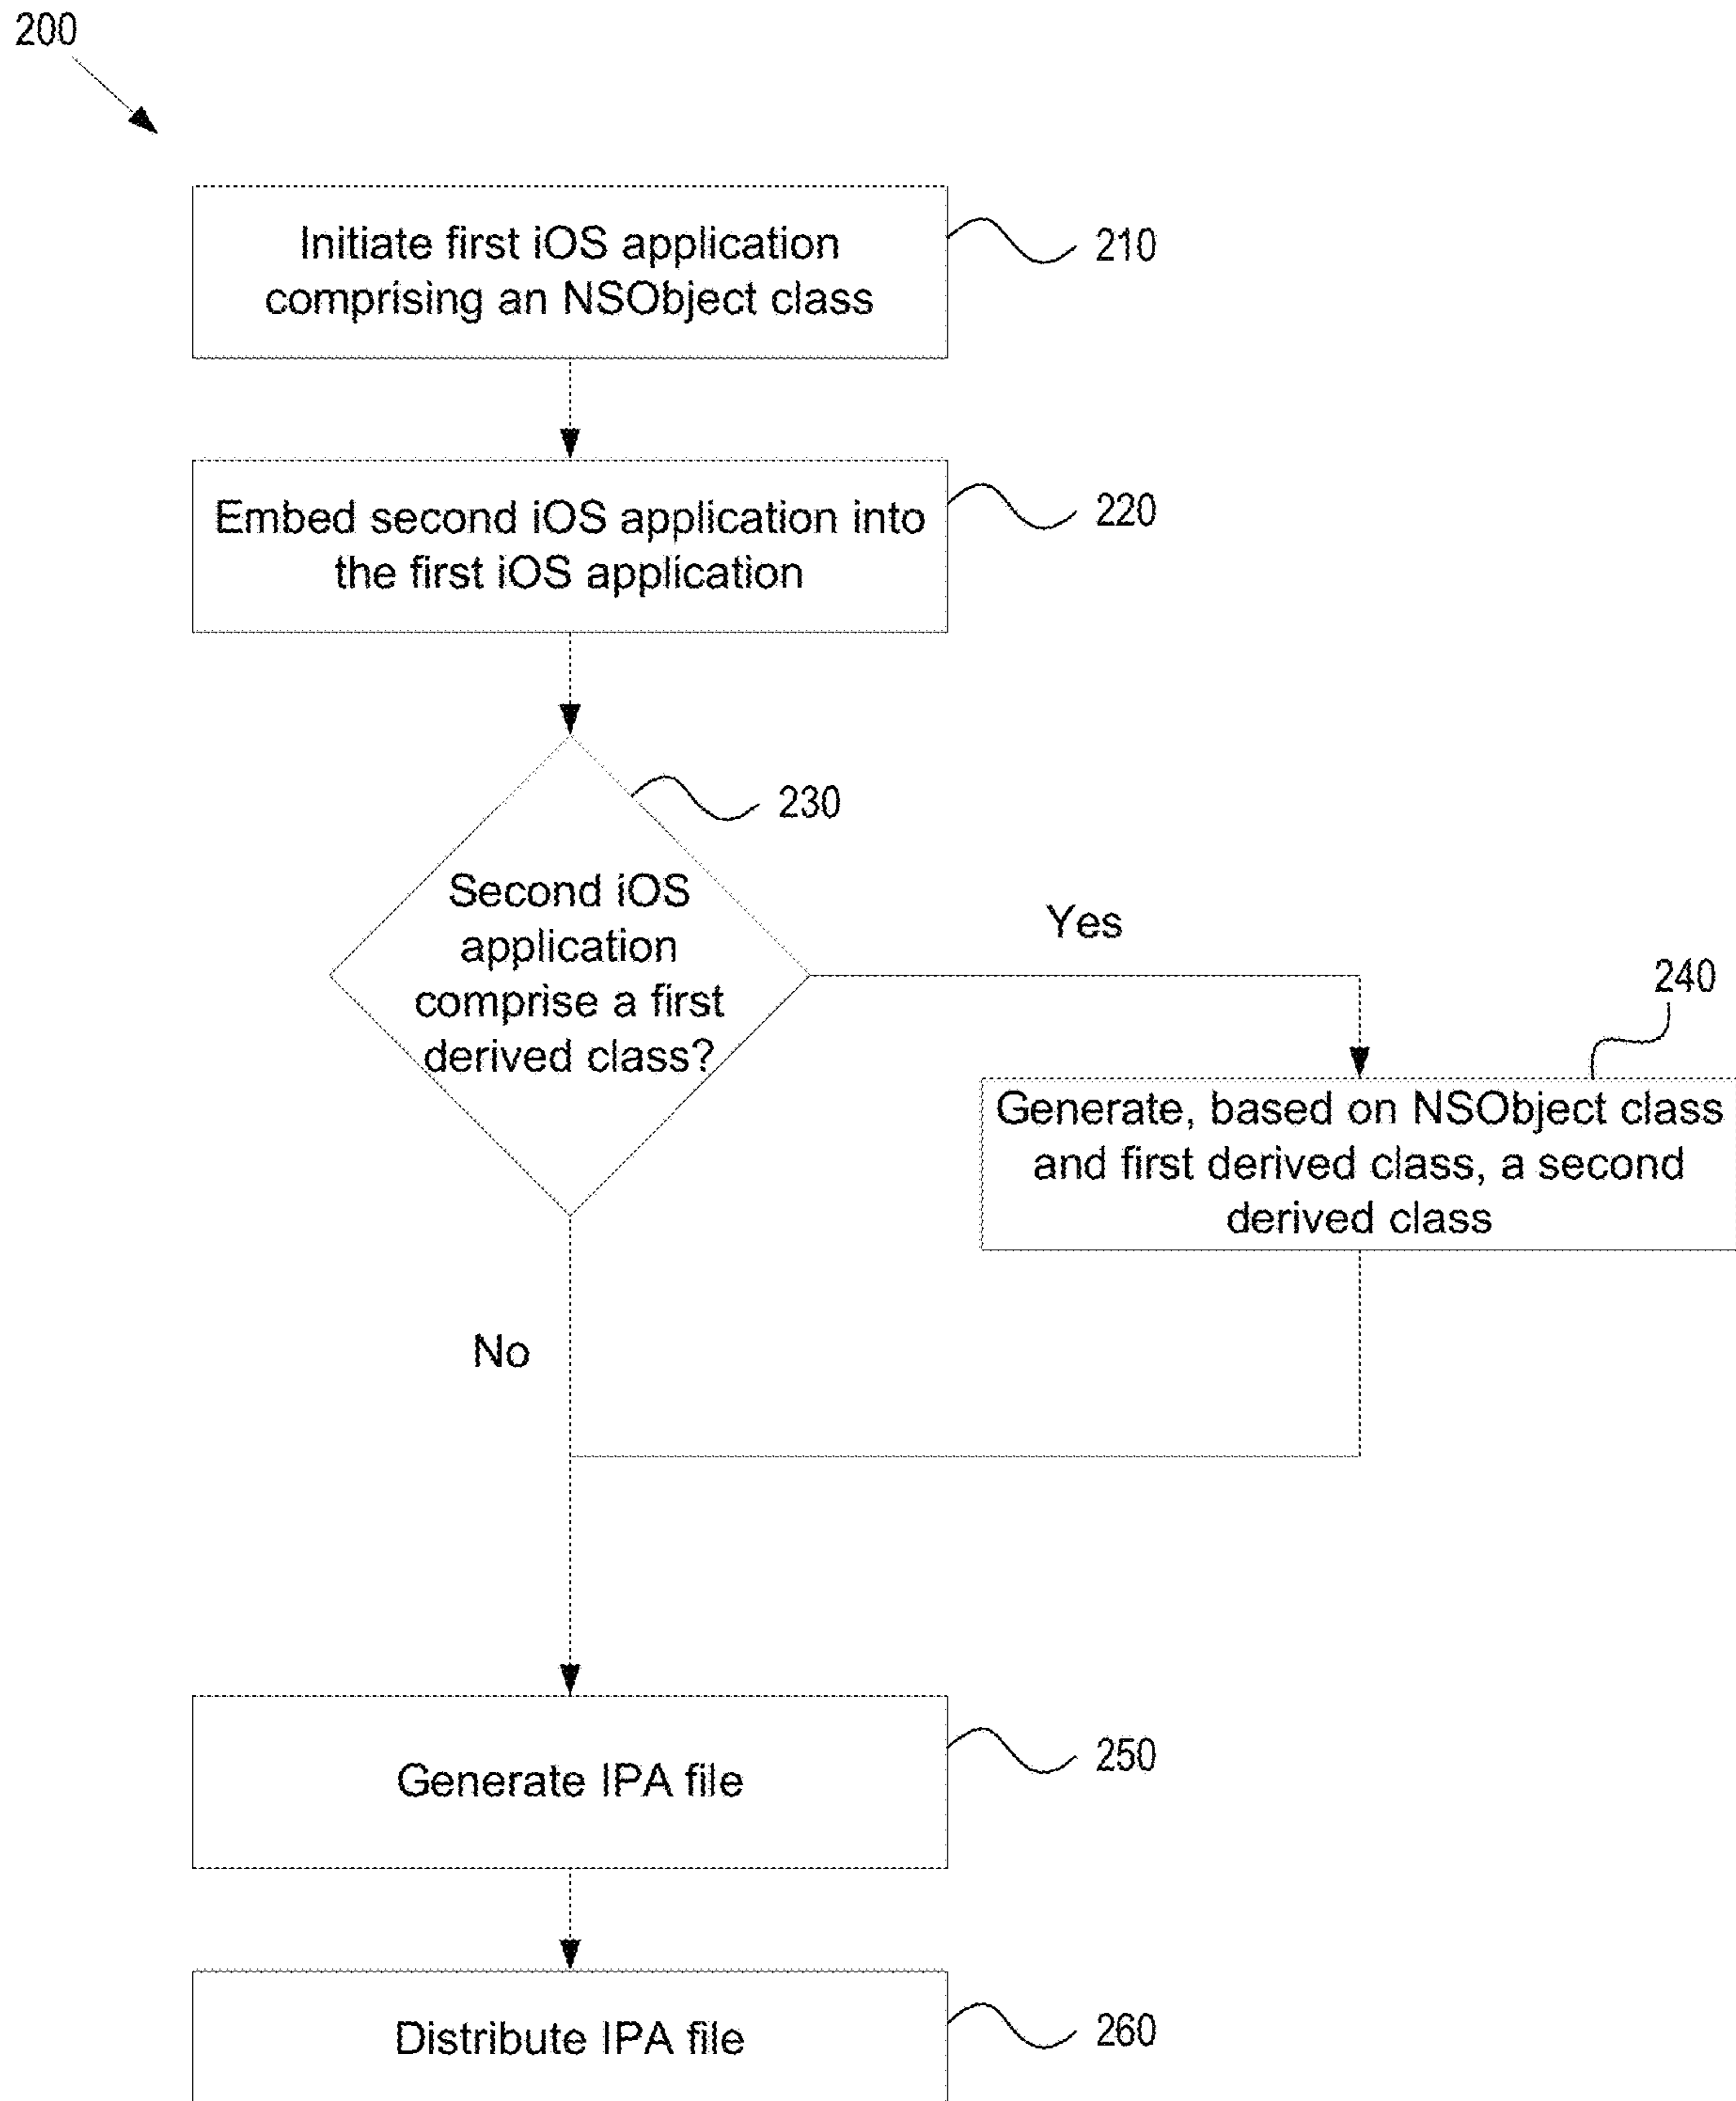 200
Initiate first iOS application
comprising an NSObject class
210
Embed second iOS application into
the first iOS application
220
230
Second iOS
application
comprise a first
derived class?
Yes
240
Generate, based on NSObject class
and first derived class, a second
derived class
No
Generate IPA file
250
Distribute IPA file
260